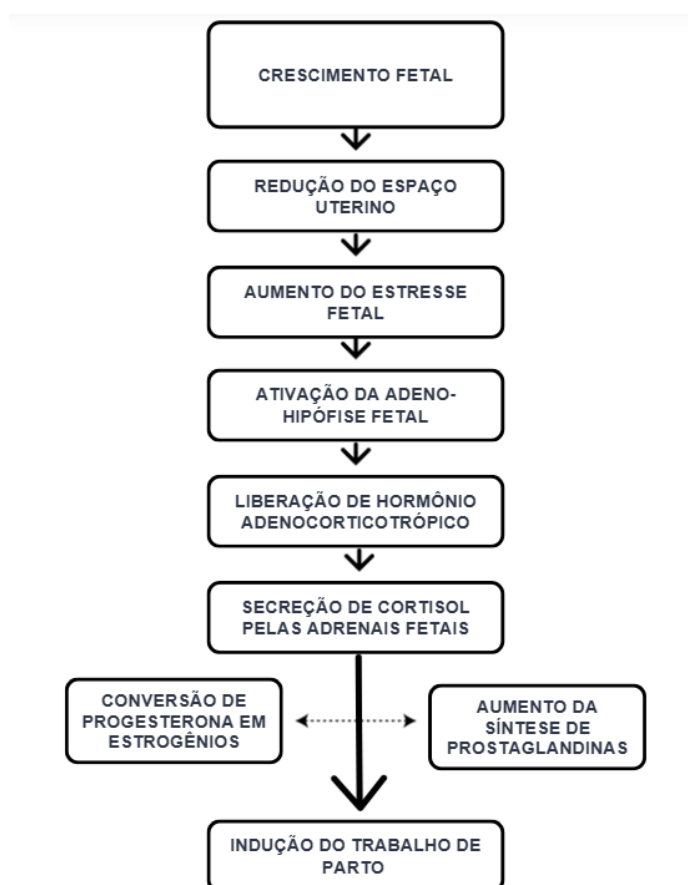 CRESCIMENTO FETAL
REDUÇÃO DO ESPAÇO
UTERINO
AUMENTO DO ESTRESSE
FETAL
ATIVAÇÃO DA ADENO-
HIPÓFISE FETAL
LIBERAÇÃO DE HORMÔNIO
ADENOCORTICOTRÓPICO
SECREÇÃO DE CORTISOL
PELAS ADRENAIS FETAIS
CONVERSÃO DE
PROGESTERONA EM
ESTROGÊNIOS
AUMENTO DA
SÍNTESE DE
PROSTAGLANDINAS
INDUÇÃO DO TRABALHO DE
PARTO